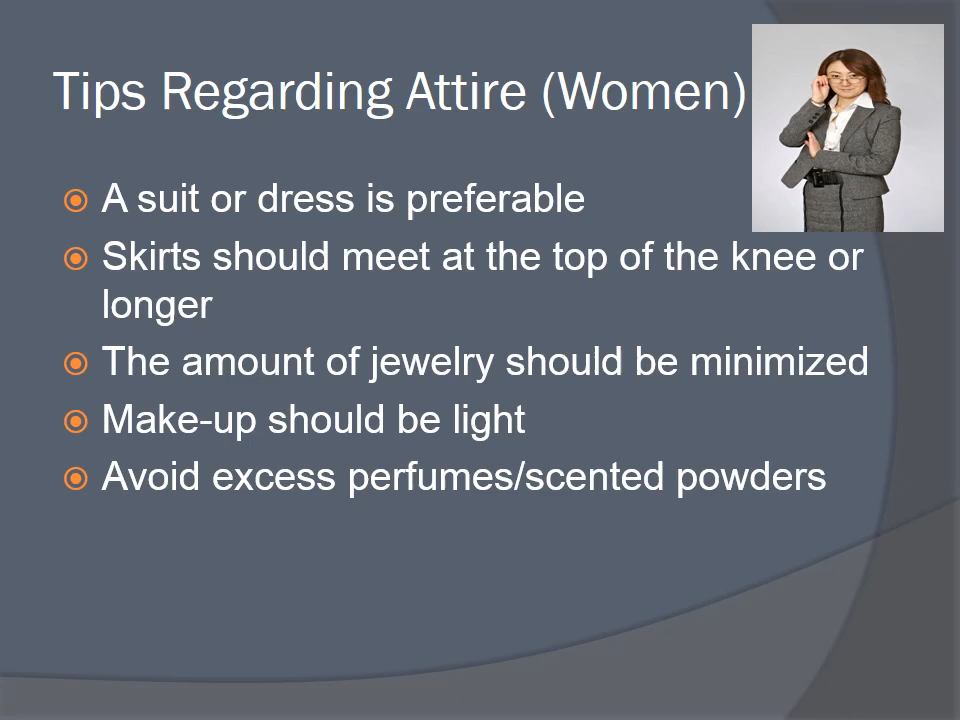 Tips Regarding Attire (Women)
A suit or dress is preferable
Skirts should meet at the top of the knee or
longer
The amount of jewelry should be minimized
Make-up should be light
Avoid excess perfumes/scented powders